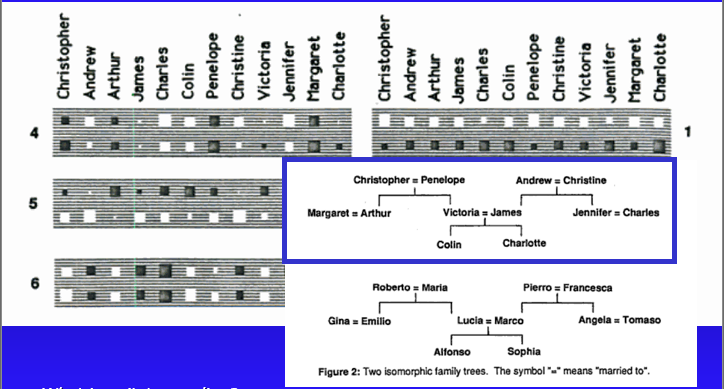 Christopher Andrew Arthur James Charles Colin Penelope Christine Victoria Jennifer Margaret Charlotte
Christopher Andrew Arthur James Charles Colin Penelope Christine Victoria Jennifer Margaret Charlotte
4
1
5
6
Christopher = Penelope Andrew = Christine
Margaret = Arthur Victoria = James Jennifer = Charles
Colin Charlotte
Roberto = Maria Pierro = Francesca
Gina = Emilio Lucia = Marco Angela = Tomaso
Alfonso Sophia
Figure 2: Two isomorphic family trees. The symbol "=" means "married to".